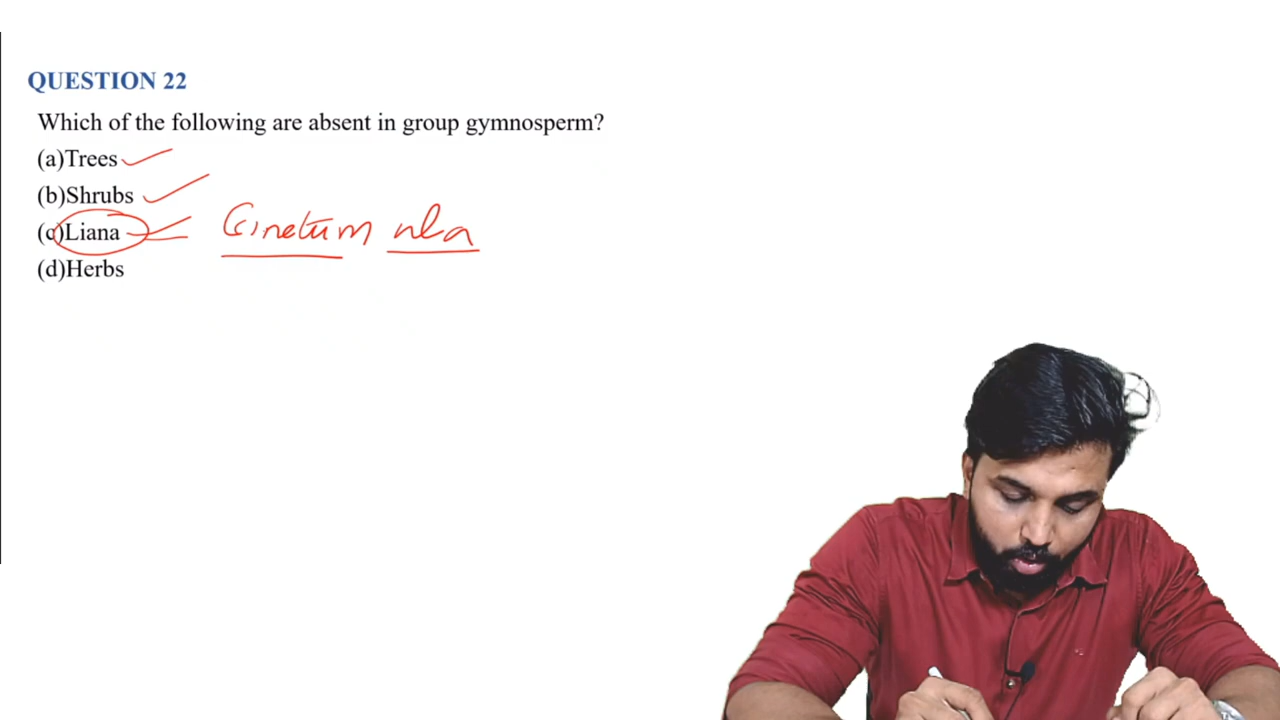 QUESTION 22
Which of the following are absent in group gymnosperm?
(a)Trees
(b)Shrubs
(c)Liana Gnetum ula
(d)Herbs